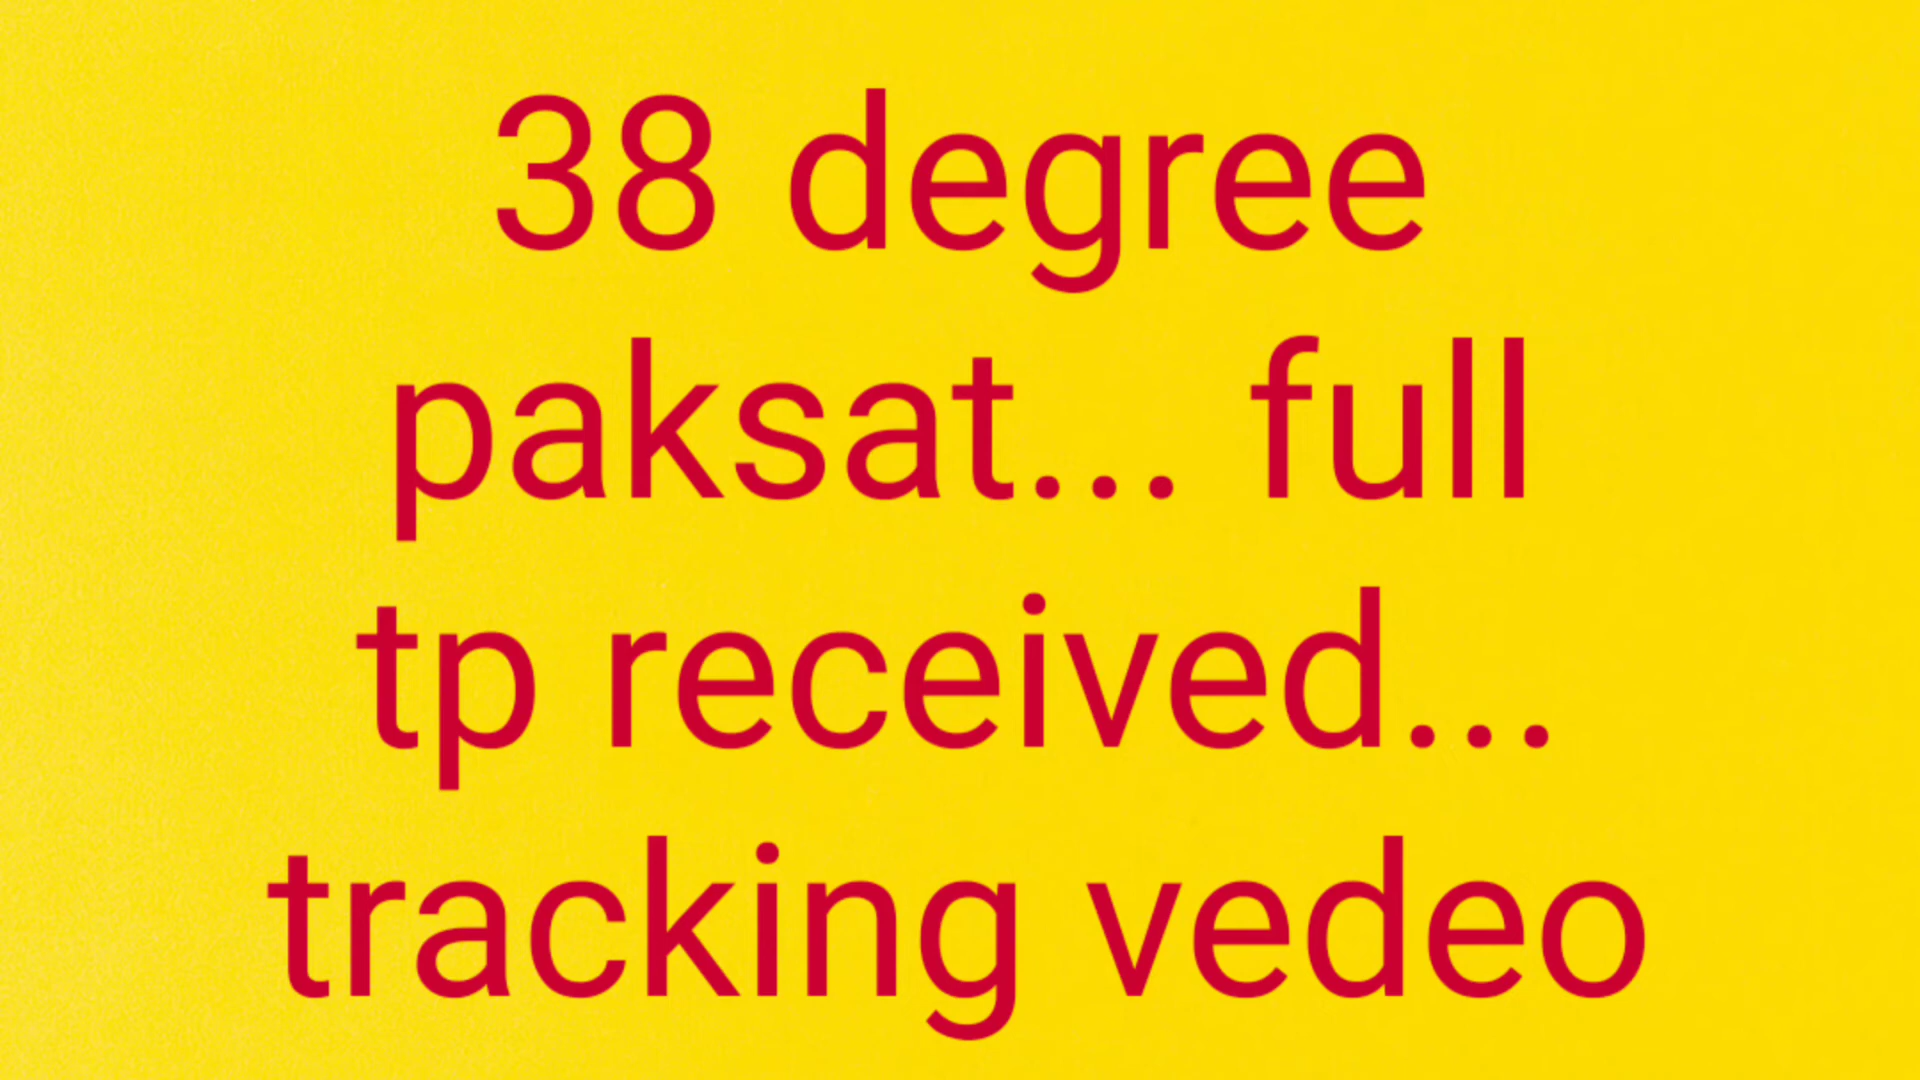 38 degree
paksat... full
tp received...
tracking vedeo